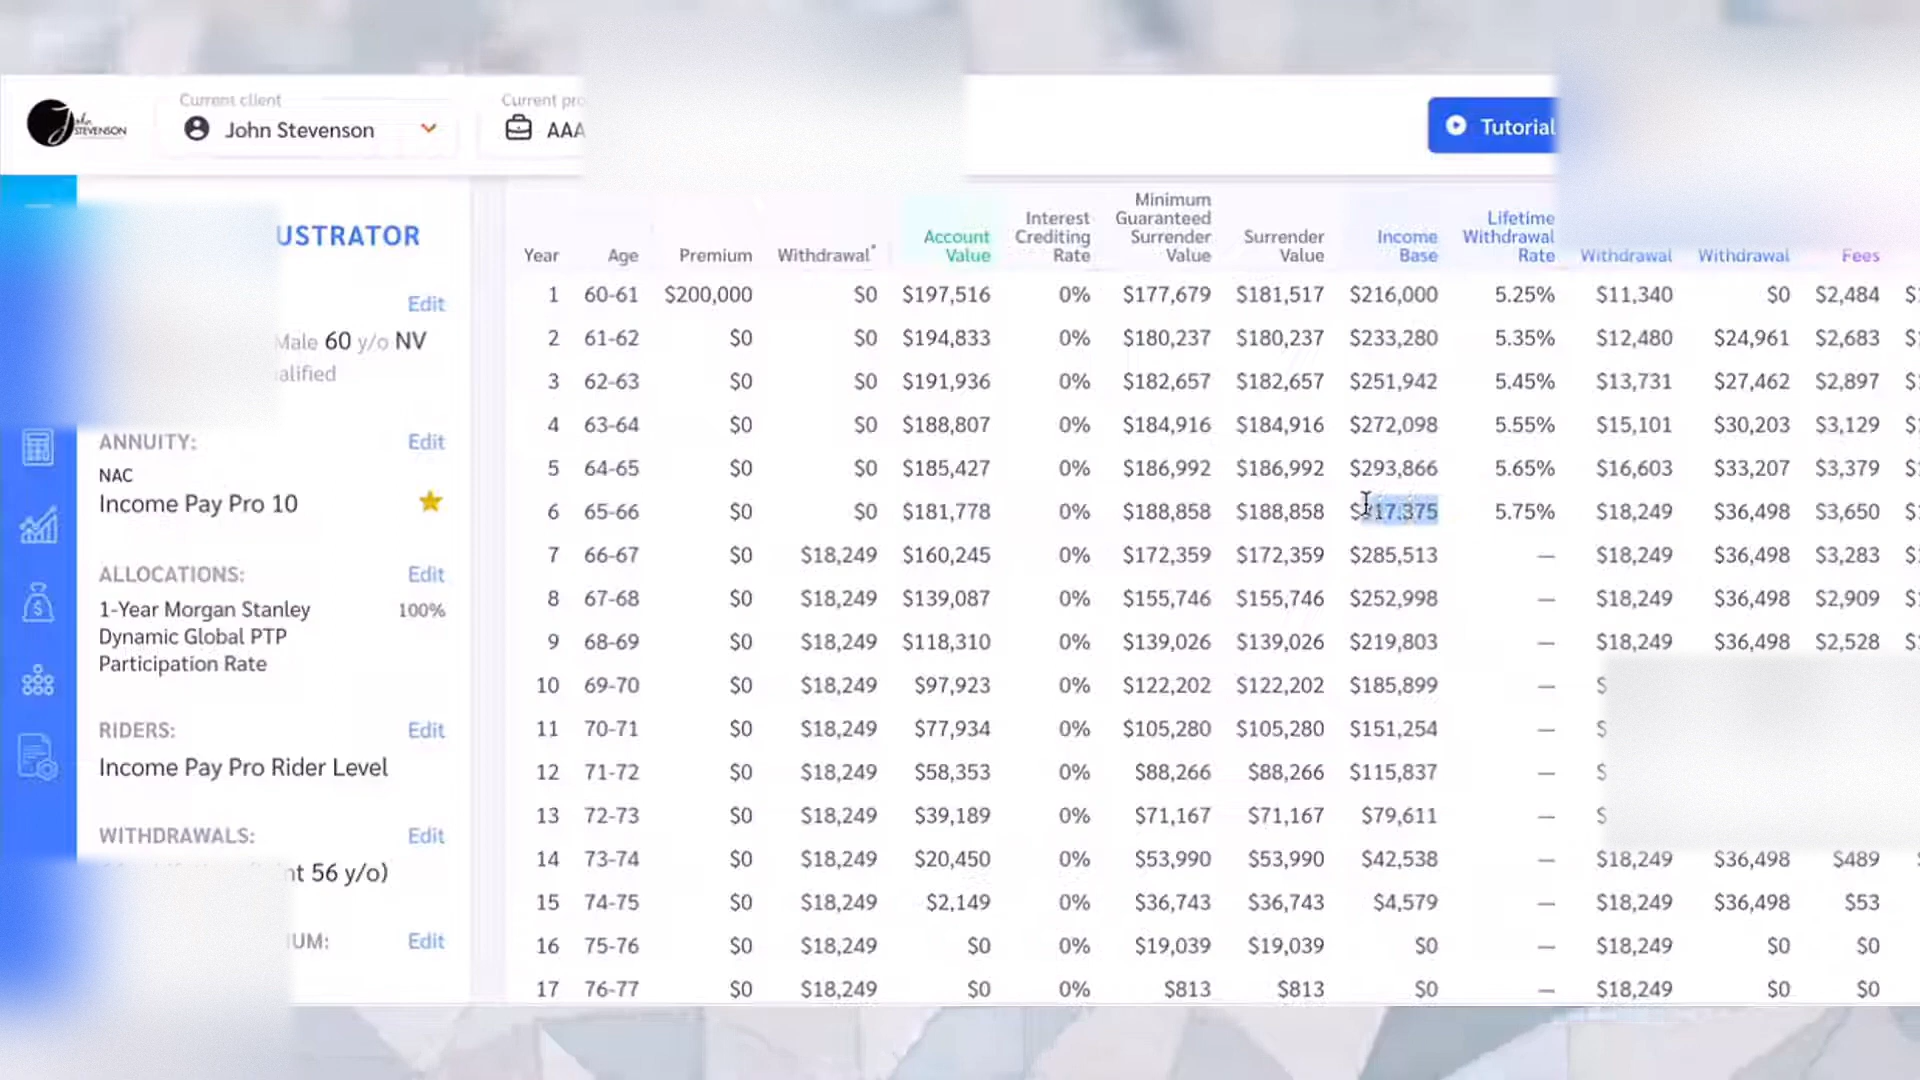 John
STEVENSON
Current client
John Stevenson
Current pro
AAA
Tutorial
USTRATOR
Edit
Male 60 y/o NV
alified
ANNUITY: Edit
NAC
Income Pay Pro 10
ALLOCATIONS: Edit
1-Year Morgan Stanley 100%
Dynamic Global PTP
Participation Rate
RIDERS: Edit
Income Pay Pro Rider Level
WITHDRAWALS: Edit
nt 56 y/o)
IUM: Edit
Year Age Premium Withdrawal* Account Value Interest Crediting Rate Minimum Guaranteed Surrender Value Surrender Value Income Base Lifetime Withdrawal Rate Withdrawal Withdrawal Fees
1 60-61 $200,000 $0 $197,516 0% $177,679 $181,517 $216,000 5.25% $11,340 $0 $2,484 $
2 61-62 $0 $0 $194,833 0% $180,237 $180,237 $233,280 5.35% $12,480 $24,961 $2,683 $
3 62-63 $0 $0 $191,936 0% $182,657 $182,657 $251,942 5.45% $13,731 $27,462 $2,897 $
4 63-64 $0 $0 $188,807 0% $184,916 $184,916 $272,098 5.55% $15,101 $30,203 $3,129 $
5 64-65 $0 $0 $185,427 0% $186,992 $186,992 $293,866 5.65% $16,603 $33,207 $3,379 $
6 65-66 $0 $0 $181,778 0% $188,858 $188,858 $317,375 5.75% $18,249 $36,498 $3,650 $
7 66-67 $0 $18,249 $160,245 0% $172,359 $172,359 $285,513 — $18,249 $36,498 $3,283 $
8 67-68 $0 $18,249 $139,087 0% $155,746 $155,746 $252,998 — $18,249 $36,498 $2,909 $
9 68-69 $0 $18,249 $118,310 0% $139,026 $139,026 $219,803 — $18,249 $36,498 $2,528 $
10 69-70 $0 $18,249 $97,923 0% $122,202 $122,202 $185,899 — $
11 70-71 $0 $18,249 $77,934 0% $105,280 $105,280 $151,254 — $
12 71-72 $0 $18,249 $58,353 0% $88,266 $88,266 $115,837 — $
13 72-73 $0 $18,249 $39,189 0% $71,167 $71,167 $79,611 — $
14 73-74 $0 $18,249 $20,450 0% $53,990 $53,990 $42,538 — $18,249 $36,498 $489 $
15 74-75 $0 $18,249 $2,149 0% $36,743 $36,743 $4,579 — $18,249 $36,498 $53
16 75-76 $0 $18,249 $0 0% $19,039 $19,039 $0 — $18,249 $0 $0
17 76-77 $0 $18,249 $0 0% $813 $813 $0 — $18,249 $0 $0